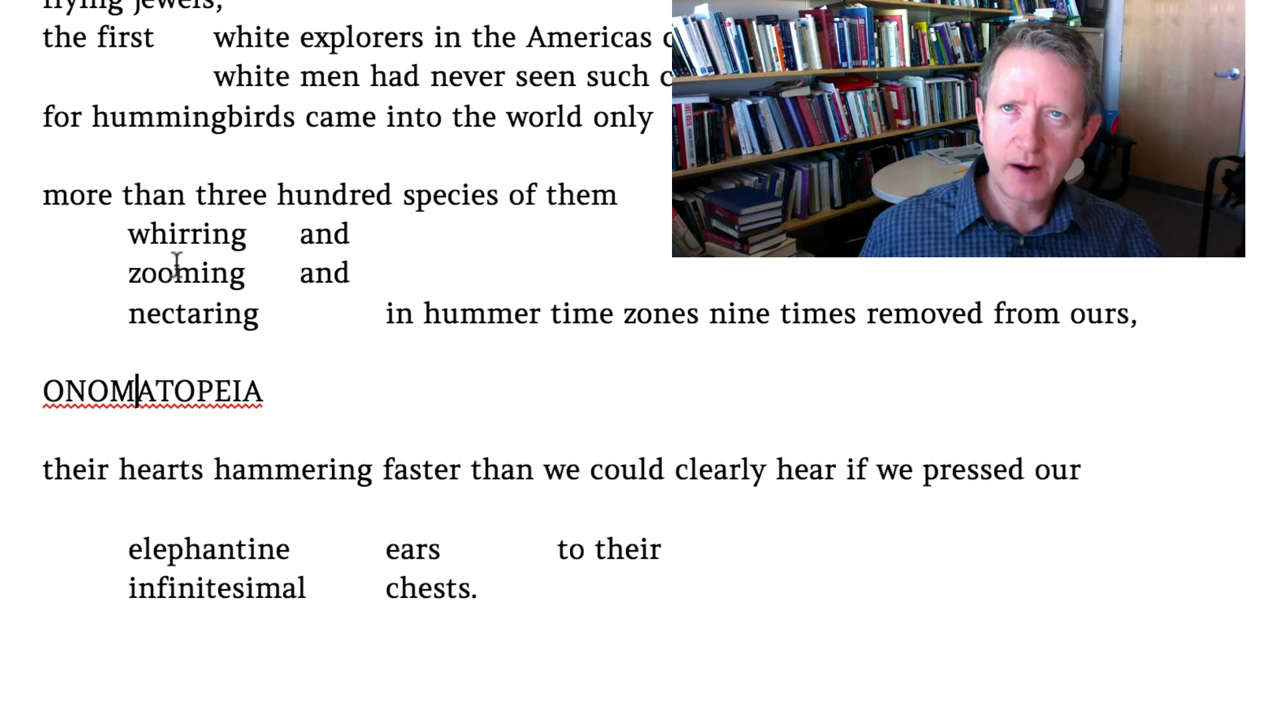 flying jewels,
the first white explorers in the Americas
white men had never seen such
for hummingbirds came into the world only
more than three hundred species of them
whirring and
zooming and
nectaring in hummer time zones nine times removed from ours,
ONOMATOPEIA
their hearts hammering faster than we could clearly hear if we pressed our
elephantine ears to their
infinitesimal chests.